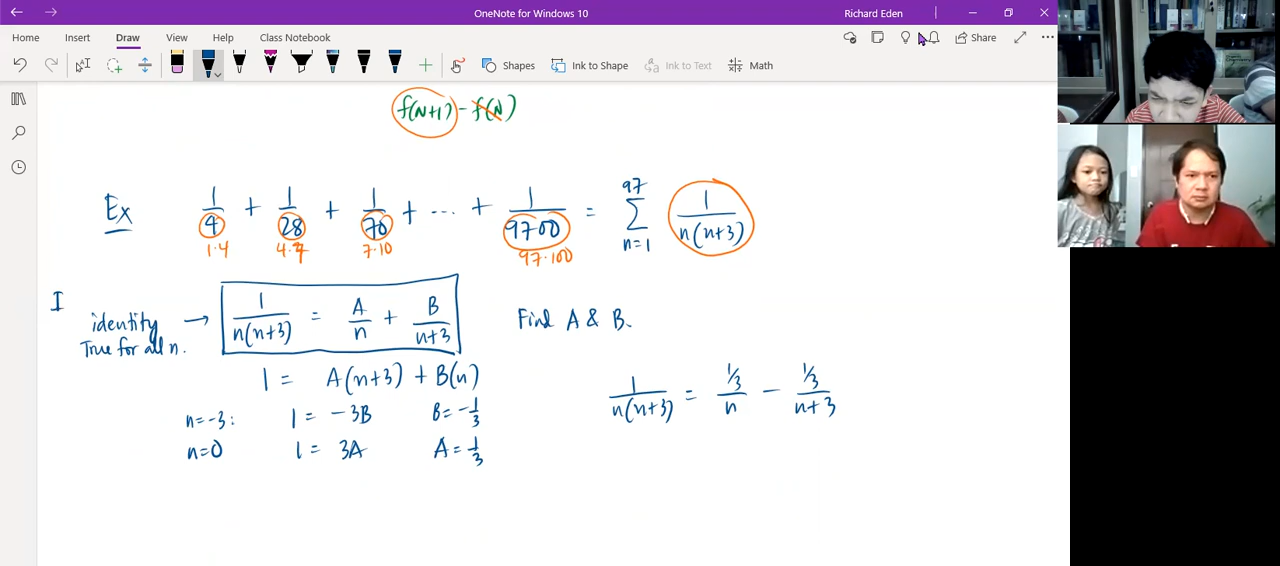 OneNote for Windows 10
Richard Eden
Home Insert Draw View Help Class Notebook
Share
Shapes Ink to Shape Ink to Text Math
f(N+1) - f(N)
Ex 1/4 + 1/28 + 1/70 + ... + 1/9700 = Σ_{n=1}^{97} 1/(n(n+3))
1·4 4·7 7·10 97·100
I identity True for all n. → 1/(n(n+3)) = A/n + B/(n+3) Find A & B.
1 = A(n+3) + B(n)
1/(n(n+3)) = (1/3)/n - (1/3)/(n+3)
n=-3: 1 = -3B B = -1/3
n=0 1 = 3A A = 1/3